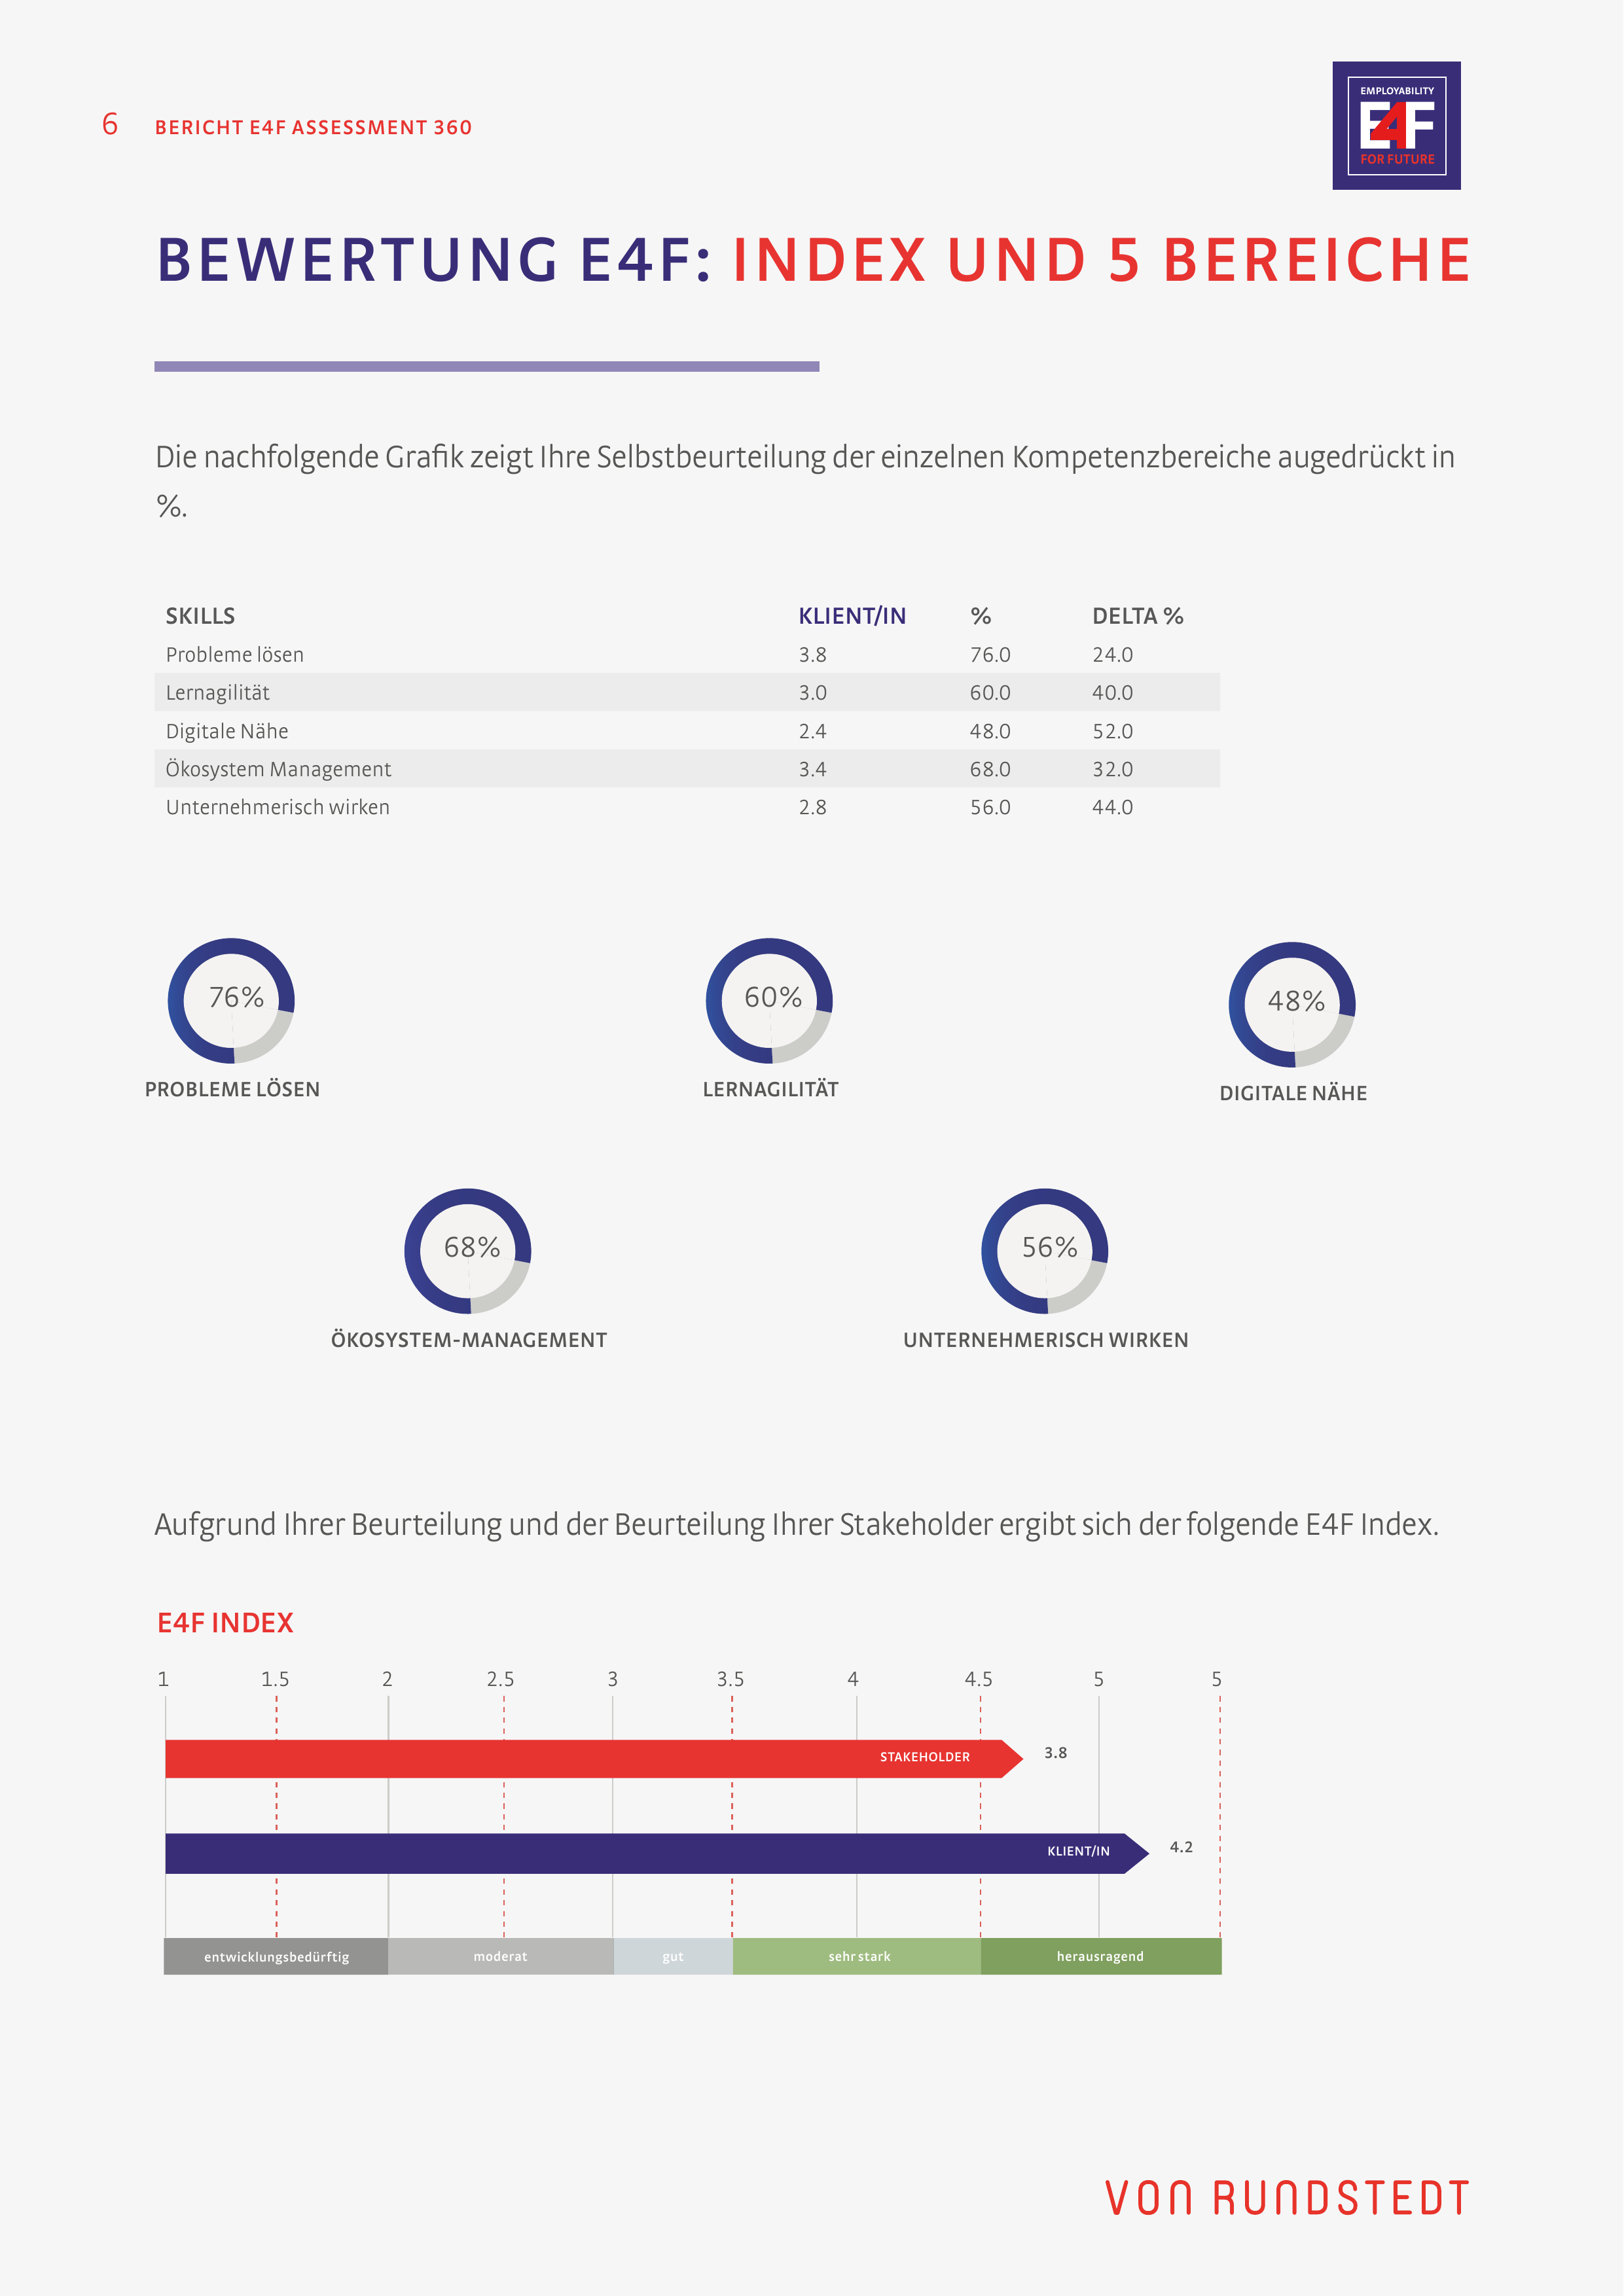 6 BERICHT E4F ASSESSMENT 360
EMPLOYABILITY
E4F
FOR FUTURE
BEWERTUNG E4F: INDEX UND 5 BEREICHE
Die nachfolgende Grafik zeigt Ihre Selbstbeurteilung der einzelnen Kompetenzbereiche augedrückt in
%.
SKILLS KLIENT/IN % DELTA %
Probleme lösen 3.8 76.0 24.0
Lernagilität 3.0 60.0 40.0
Digitale Nähe 2.4 48.0 52.0
Ökosystem Management 3.4 68.0 32.0
Unternehmerisch wirken 2.8 56.0 44.0
76% 60% 48%
PROBLEME LÖSEN LERNAGILITÄT DIGITALE NÄHE
68% 56%
ÖKOSYSTEM-MANAGEMENT UNTERNEHMERISCH WIRKEN
Aufgrund Ihrer Beurteilung und der Beurteilung Ihrer Stakeholder ergibt sich der folgende E4F Index.
E4F INDEX
1 1.5 2 2.5 3 3.5 4 4.5 5 5
STAKEHOLDER 3.8
KLIENT/IN 4.2
entwicklungsbedürftig moderat gut sehr stark herausragend
VON RUNDSTEDT